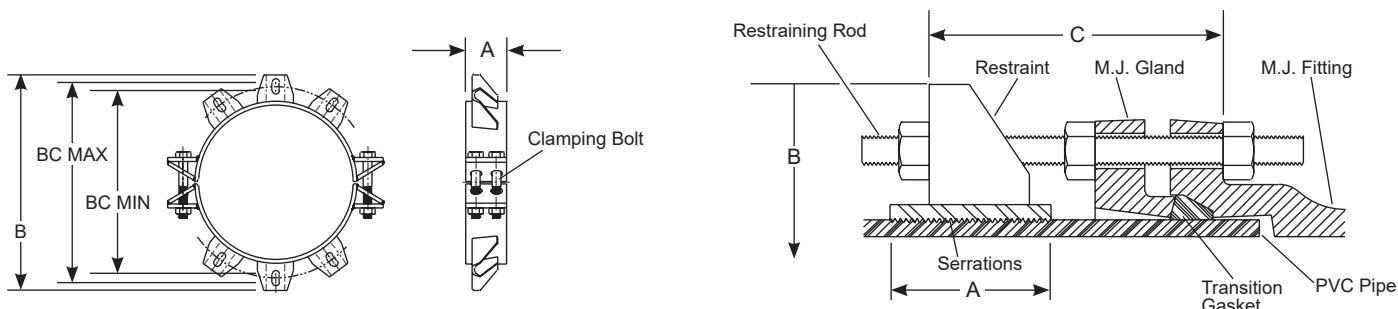 A
Clamping Bolt
BC MAX
BC MIN
B
C
Restraining Rod
Restraint
M.J. Gland
M.J. Fitting
B
Serrations
A
Transition
Gasket
PVC Pipe